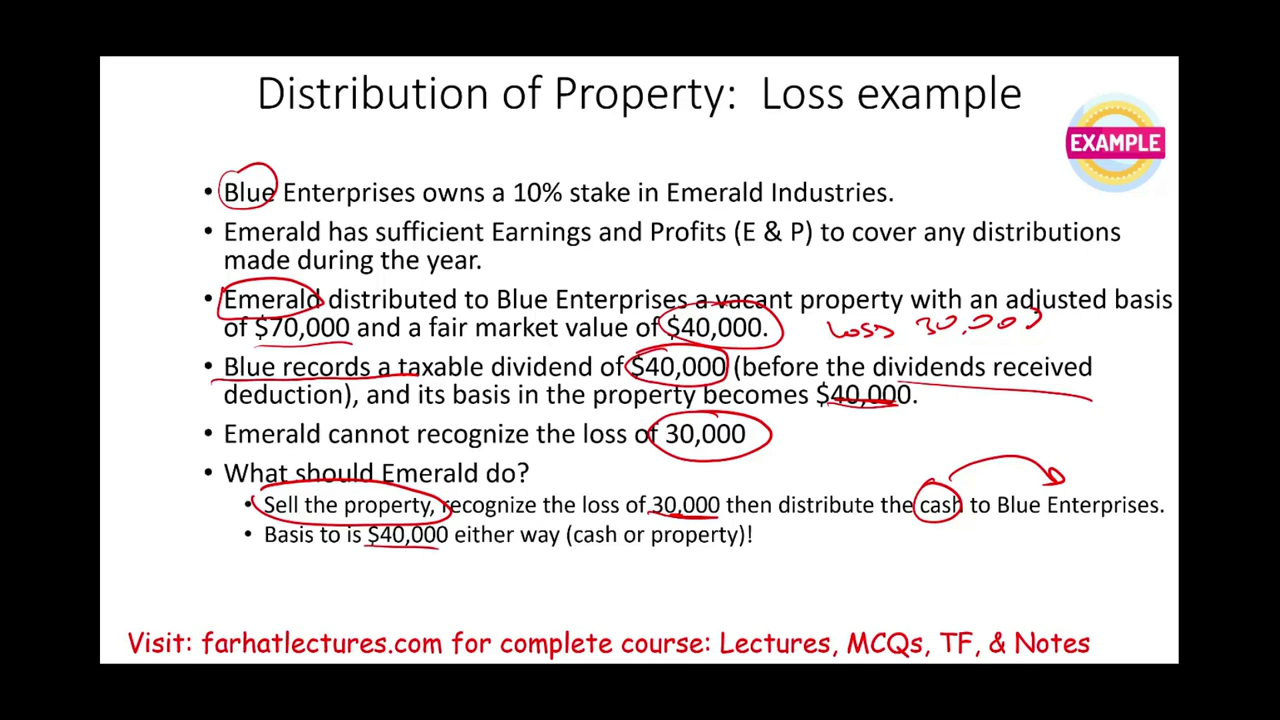 Distribution of Property: Loss example
EXAMPLE
• Blue Enterprises owns a 10% stake in Emerald Industries.
• Emerald has sufficient Earnings and Profits (E & P) to cover any distributions
made during the year.
• Emerald distributed to Blue Enterprises a vacant property with an adjusted basis
of $70,000 and a fair market value of $40,000. Loss 30,000
• Blue records a taxable dividend of $40,000 (before the dividends received
deduction), and its basis in the property becomes $40,000.
• Emerald cannot recognize the loss of 30,000
• What should Emerald do?
• Sell the property, recognize the loss of 30,000 then distribute the cash to Blue Enterprises.
• Basis to is $40,000 either way (cash or property)!
Visit: farhatlectures.com for complete course: Lectures, MCQs, TF, & Notes